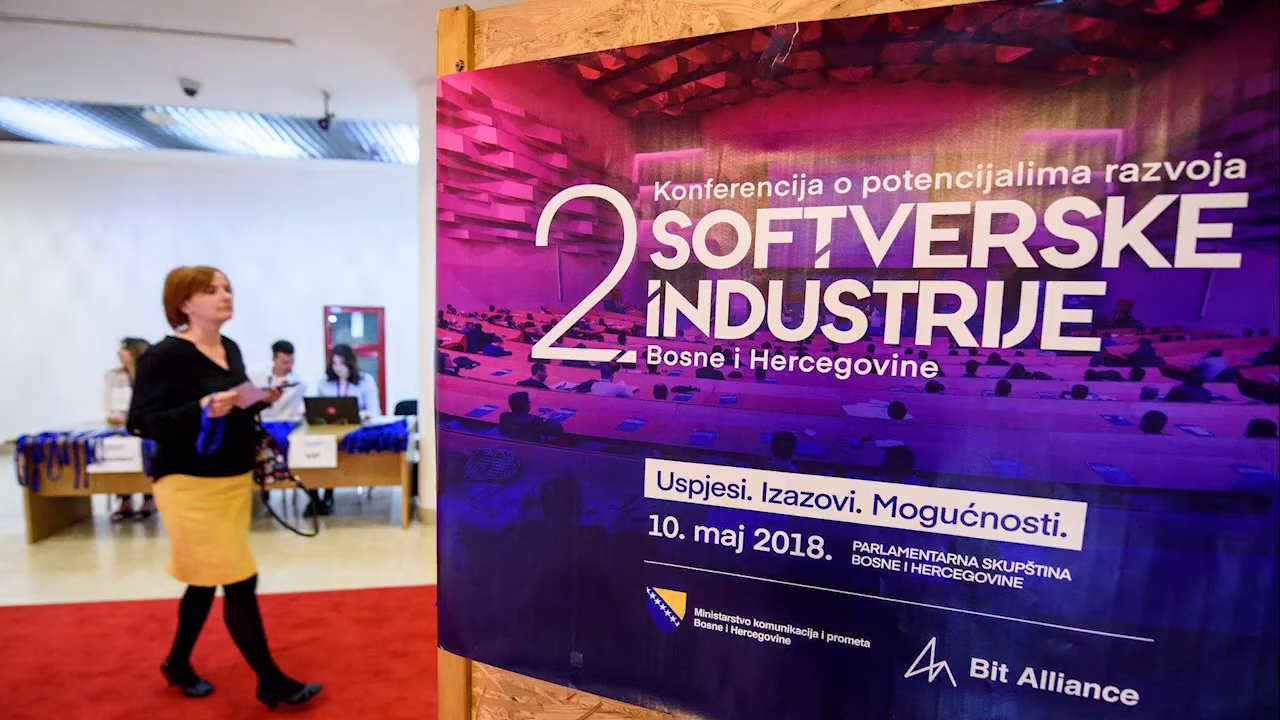 Konferencija o potencijalima razvoja
2 SOFTVERSKE
INDUSTRIJE
Bosne i Hercegovine
Uspjesi. Izazovi. Mogućnosti.
10. maj 2018.
PARLAMENTARNA SKUPŠTINA
BOSNE I HERCEGOVINE
Ministarstvo komunikacija i prometa
Bosne i Hercegovine
Bit Alliance